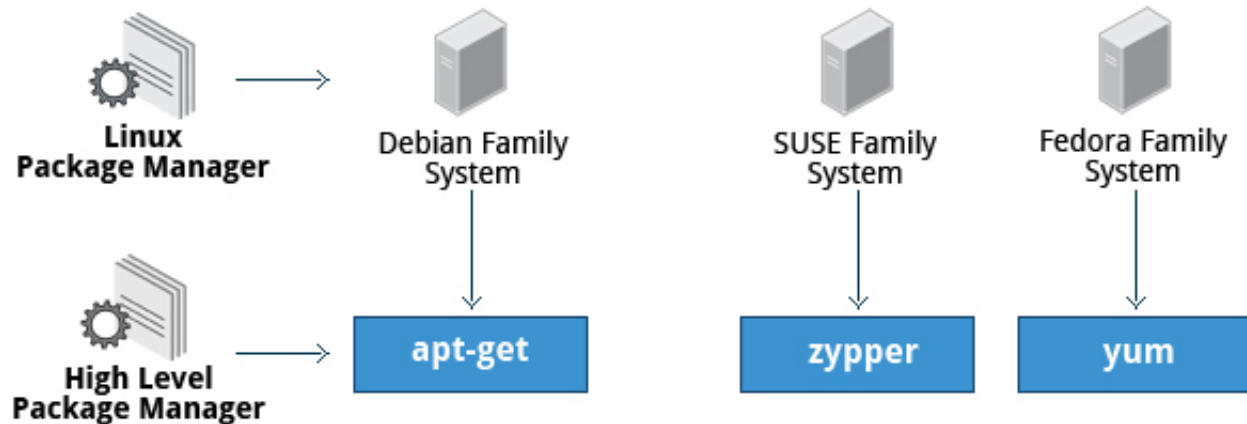 Linux
Package Manager
Debian Family
System
SUSE Family
System
Fedora Family
System
High Level
Package Manager
apt-get
zypper
yum